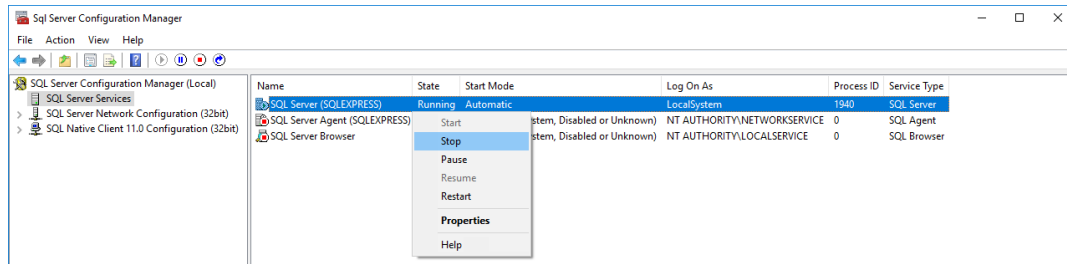 Sql Server Configuration Manager
File Action View Help
SQL Server Configuration Manager (Local)
SQL Server Services
SQL Server Network Configuration (32bit)
SQL Native Client 11.0 Configuration (32bit)
Name State Start Mode Log On As Process ID Service Type
SQL Server (SQLEXPRESS) Running Automatic LocalSystem 1940 SQL Server
SQL Server Agent (SQLEXPRESS) stem, Disabled or Unknown) NT AUTHORITY\NETWORKSERVICE 0 SQL Agent
SQL Server Browser stem, Disabled or Unknown) NT AUTHORITY\LOCALSERVICE 0 SQL Browser
Start
Stop
Pause
Resume
Restart
Properties
Help